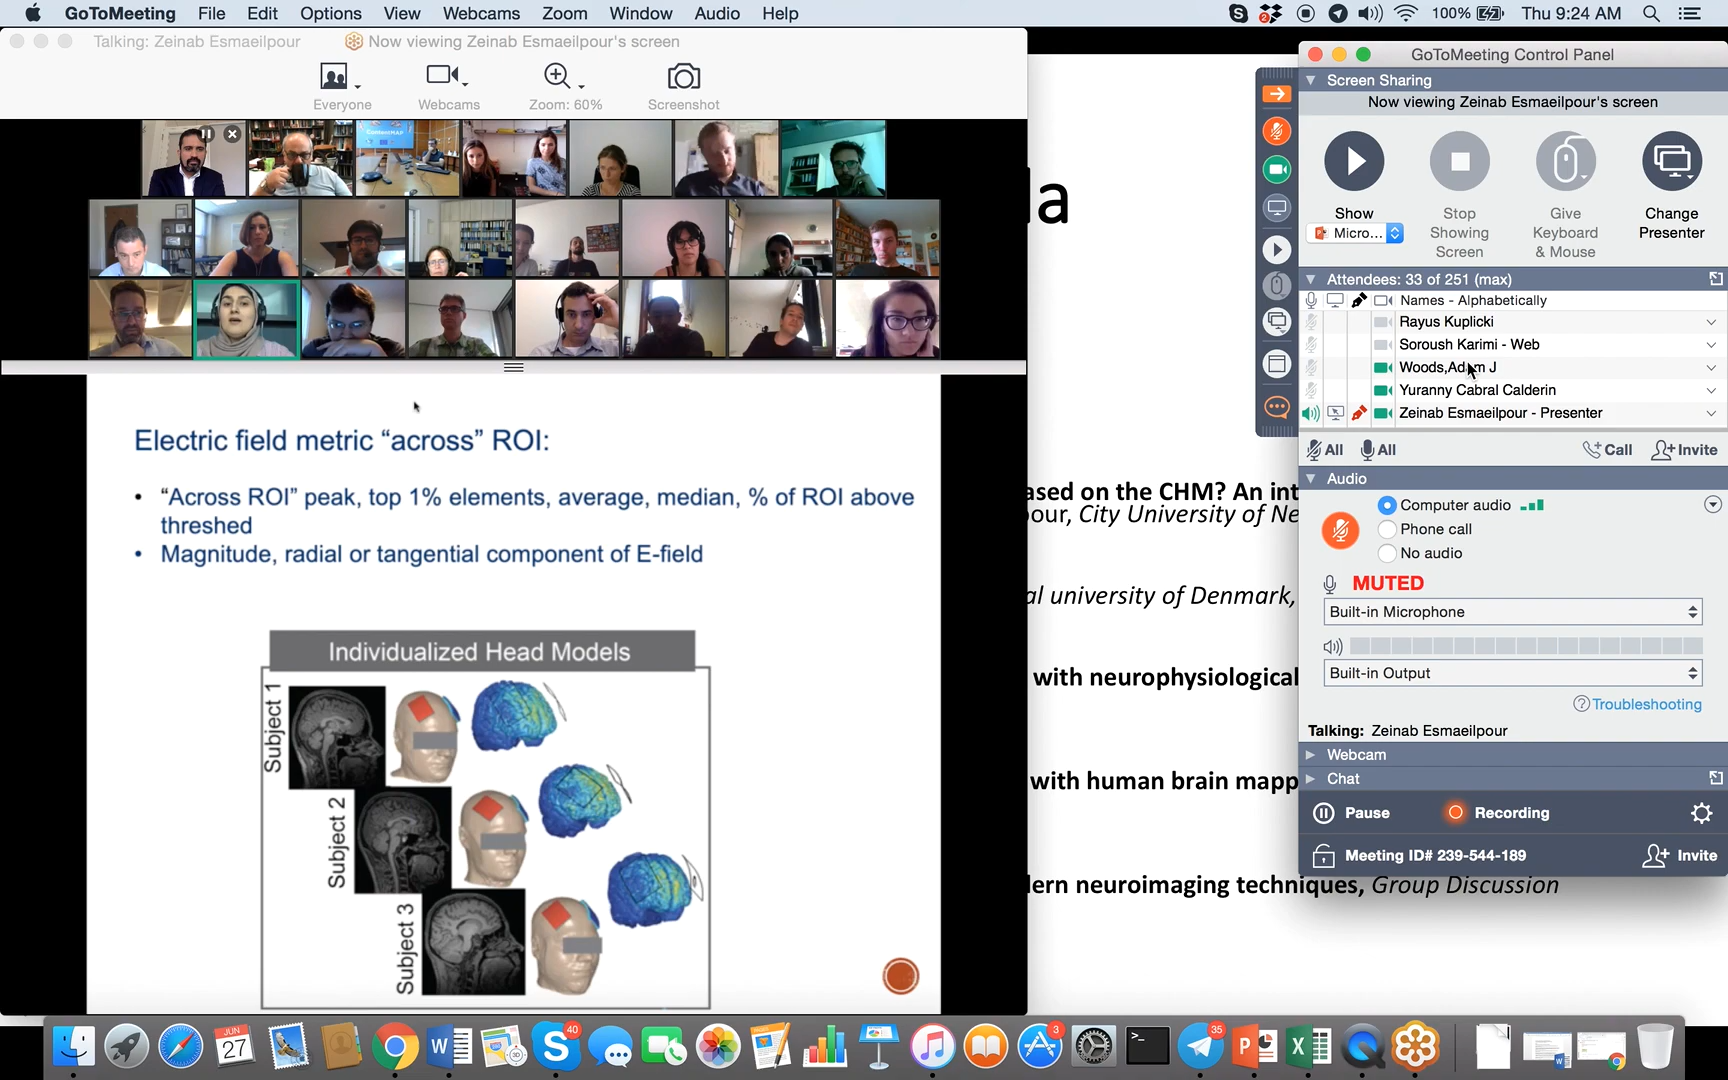 GoToMeeting File Edit Options View Webcams Zoom Window Audio Help
2 100% Thu 9:24 AM
Talking: Zeinab Esmaeilpour
Now viewing Zeinab Esmaeilpour's screen
Everyone Webcams Zoom: 60% Screenshot
Electric field metric “across” ROI:
• “Across ROI” peak, top 1% elements, average, median, % of ROI above
threshed
• Magnitude, radial or tangential component of E-field
Individualized Head Models
Subject 1
Subject 2
Subject 3
la
ased on the CHM? An int
our, City University of Ne
al university of Denmark,
with neurophysiological
with human brain mapp
lern neuroimaging techniques, Group Discussion
GoToMeeting Control Panel
Screen Sharing
Now viewing Zeinab Esmaeilpour's screen
Show
Micro...
Stop
Showing
Screen
Give
Keyboard
& Mouse
Change
Presenter
Attendees: 33 of 251 (max)
Names - Alphabetically
Rayus Kuplicki
Soroush Karimi - Web
Woods,Adam J
Yuranny Cabral Calderin
Zeinab Esmaeilpour - Presenter
All All Call Invite
Audio
Computer audio
Phone call
No audio
MUTED
Built-in Microphone
Built-in Output
? Troubleshooting
Talking: Zeinab Esmaeilpour
Webcam
Chat
Pause Recording
Meeting ID# 239-544-189 Invite
JUN
27
40
3
35